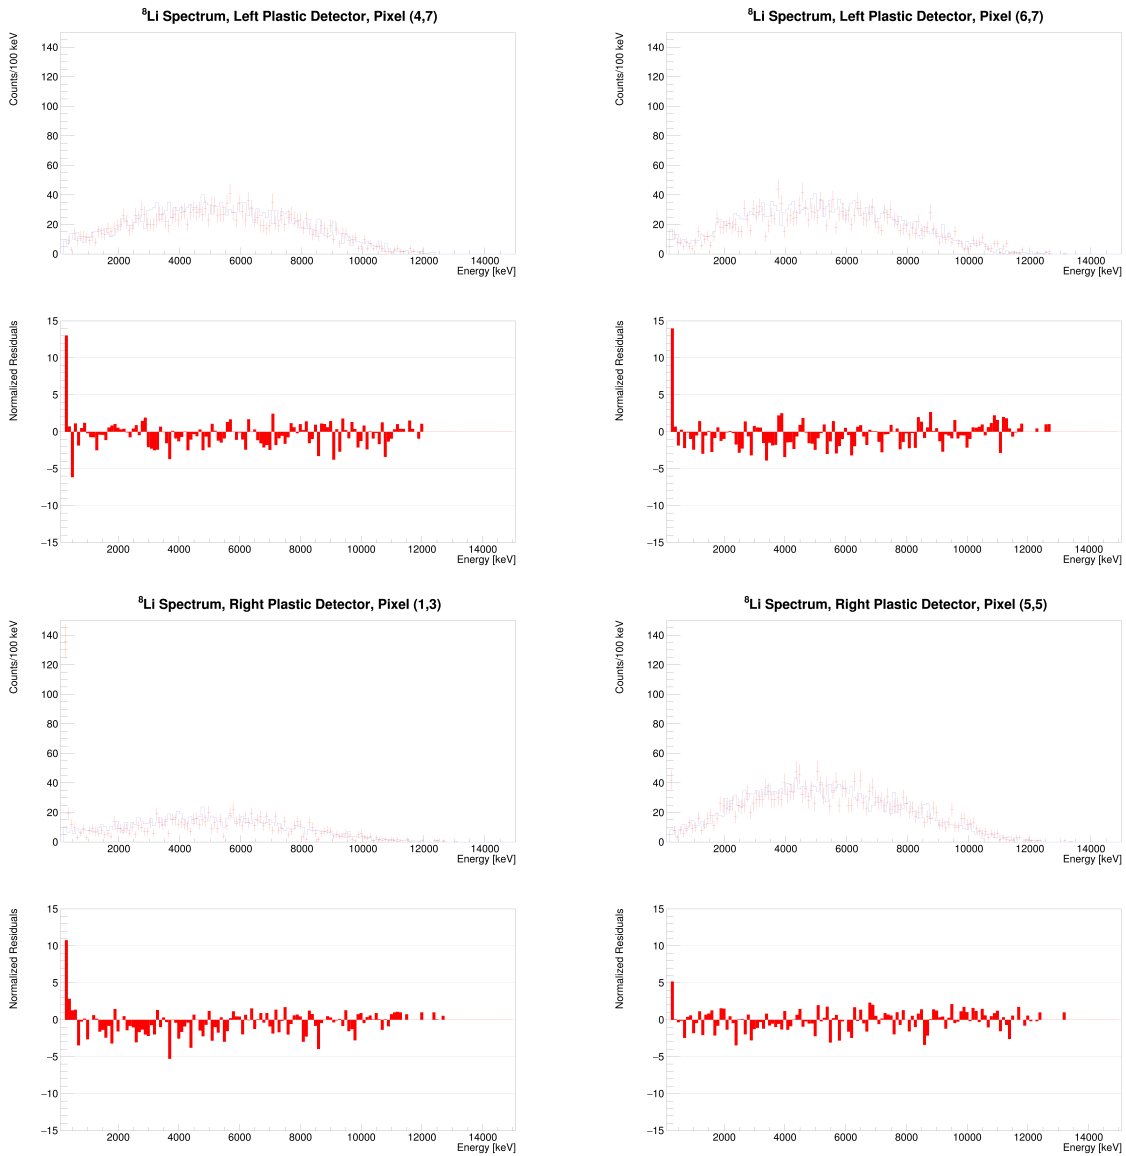 ⁸Li Spectrum, Left Plastic Detector, Pixel (4,7)
Counts/100 keV
140
120
100
80
60
40
20
0
2000 4000 6000 8000 10000 12000 14000
Energy [keV]
⁸Li Spectrum, Left Plastic Detector, Pixel (6,7)
Counts/100 keV
140
120
100
80
60
40
20
0
2000 4000 6000 8000 10000 12000 14000
Energy [keV]
Normalized Residuals
15
10
5
0
−5
−10
−15
2000 4000 6000 8000 10000 12000 14000
Energy [keV]
Normalized Residuals
15
10
5
0
−5
−10
−15
2000 4000 6000 8000 10000 12000 14000
Energy [keV]
⁸Li Spectrum, Right Plastic Detector, Pixel (1,3)
Counts/100 keV
140
120
100
80
60
40
20
0
2000 4000 6000 8000 10000 12000 14000
Energy [keV]
⁸Li Spectrum, Right Plastic Detector, Pixel (5,5)
Counts/100 keV
140
120
100
80
60
40
20
0
2000 4000 6000 8000 10000 12000 14000
Energy [keV]
Normalized Residuals
15
10
5
0
−5
−10
−15
2000 4000 6000 8000 10000 12000 14000
Energy [keV]
Normalized Residuals
15
10
5
0
−5
−10
−15
2000 4000 6000 8000 10000 12000 14000
Energy [keV]